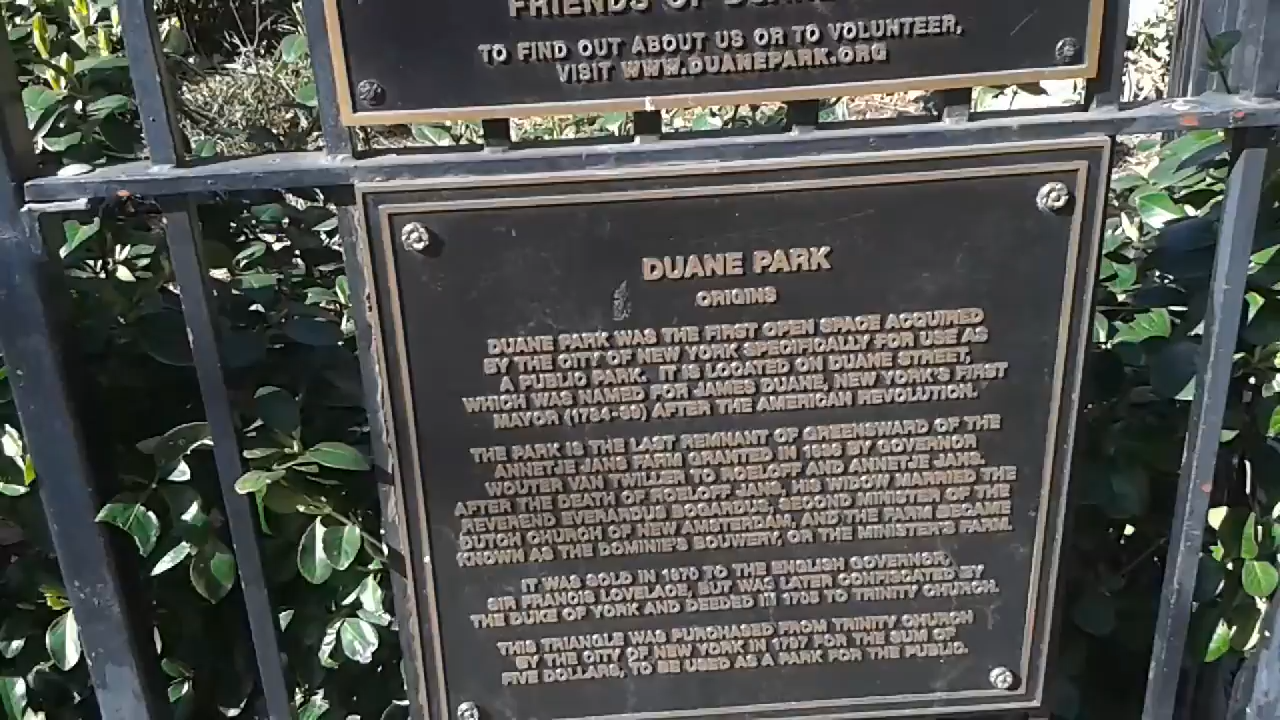 FRIENDS OF DUANE
TO FIND OUT ABOUT US OR TO VOLUNTEER,
VISIT WWW.DUANEPARK.ORG
DUANE PARK
ORIGINS
DUANE PARK WAS THE FIRST OPEN SPACE ACQUIRED
BY THE CITY OF NEW YORK SPECIFICALLY FOR USE AS
A PUBLIC PARK. IT IS LOCATED ON DUANE STREET,
WHICH WAS NAMED FOR JAMES DUANE, NEW YORK'S FIRST
MAYOR (1784-89) AFTER THE AMERICAN REVOLUTION.
THE PARK IS THE LAST REMNANT OF GREENSWARD OF THE
ANNETJE JANS FARM GRANTED IN 1636 BY GOVERNOR
WOUTER VAN TWILLER TO ROELOFF AND ANNETJE JANS.
AFTER THE DEATH OF ROELOFF JANS, HIS WIDOW MARRIED THE
REVEREND EVERARDUS BOGARDUS, SECOND MINISTER OF THE
DUTCH CHURCH OF NEW AMSTERDAM, AND THE FARM BECAME
KNOWN AS THE DOMINIE'S BOUWERY, OR THE MINISTER'S FARM.
IT WAS SOLD IN 1670 TO THE ENGLISH GOVERNOR,
SIR FRANCIS LOVELACE, BUT WAS LATER CONFISCATED BY
THE DUKE OF YORK AND DEEDED IN 1705 TO TRINITY CHURCH.
THIS TRIANGLE WAS PURCHASED FROM TRINITY CHURCH
BY THE CITY OF NEW YORK IN 1797 FOR THE SUM OF
FIVE DOLLARS, TO BE USED AS A PARK FOR THE PUBLIC.